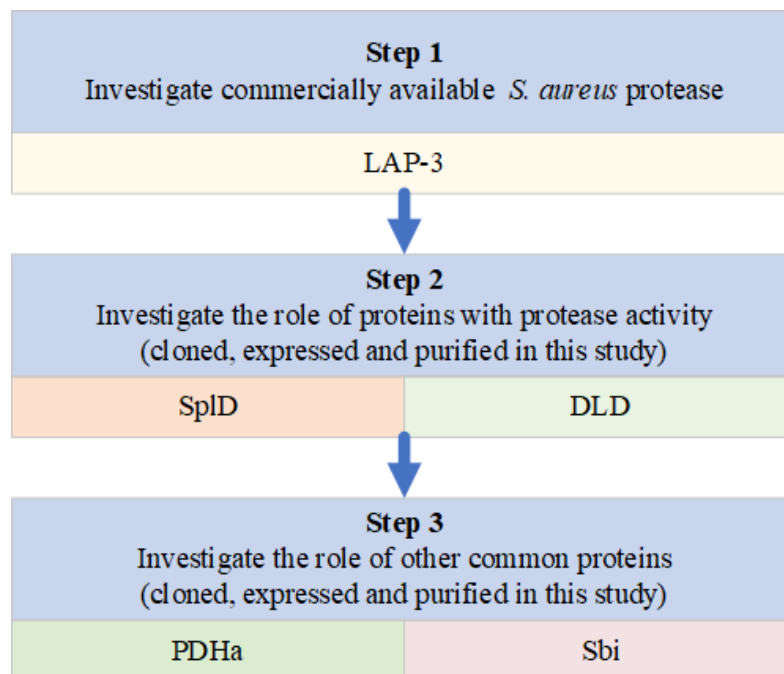 Step 1
Investigate commercially available S. aureus protease
LAP-3
Step 2
Investigate the role of proteins with protease activity
(cloned, expressed and purified in this study)
SplD DLD
Step 3
Investigate the role of other common proteins
(cloned, expressed and purified in this study)
PDHa Sbi